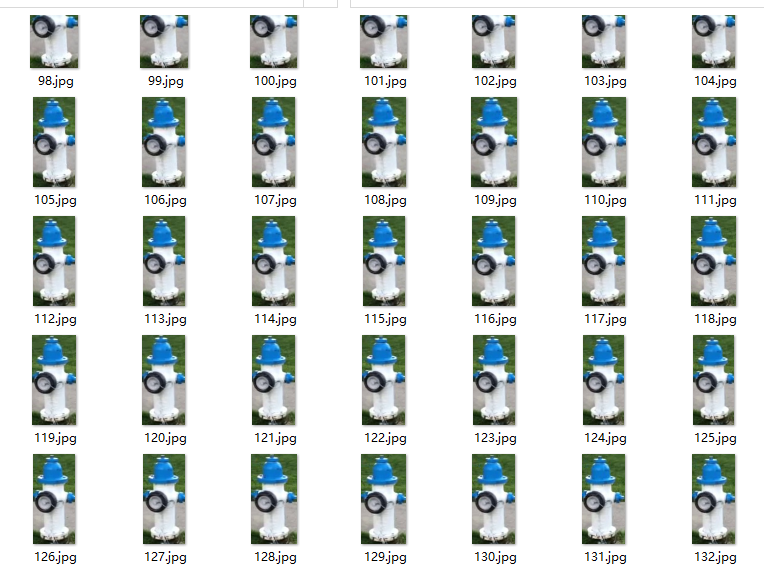 98.jpg 99.jpg 100.jpg 101.jpg 102.jpg 103.jpg 104.jpg
105.jpg 106.jpg 107.jpg 108.jpg 109.jpg 110.jpg 111.jpg
112.jpg 113.jpg 114.jpg 115.jpg 116.jpg 117.jpg 118.jpg
119.jpg 120.jpg 121.jpg 122.jpg 123.jpg 124.jpg 125.jpg
126.jpg 127.jpg 128.jpg 129.jpg 130.jpg 131.jpg 132.jpg